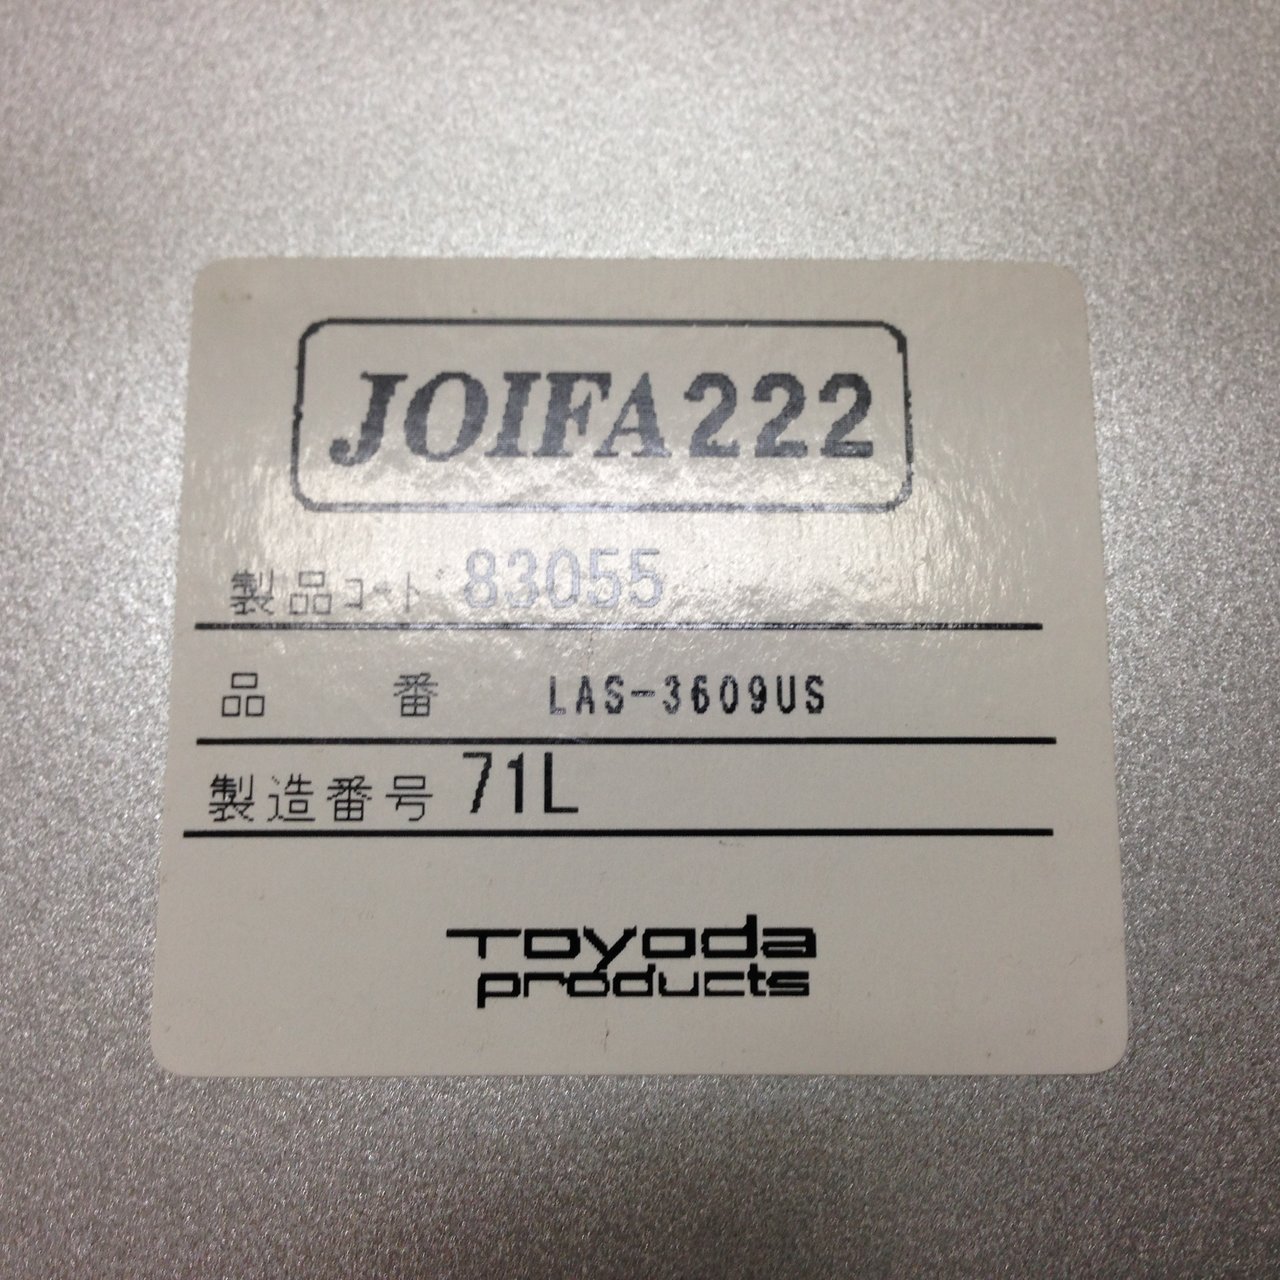 JOIFA222
製品コード 83055
品 番 LAS-3609US
製造番号 71L
Toyoda
products